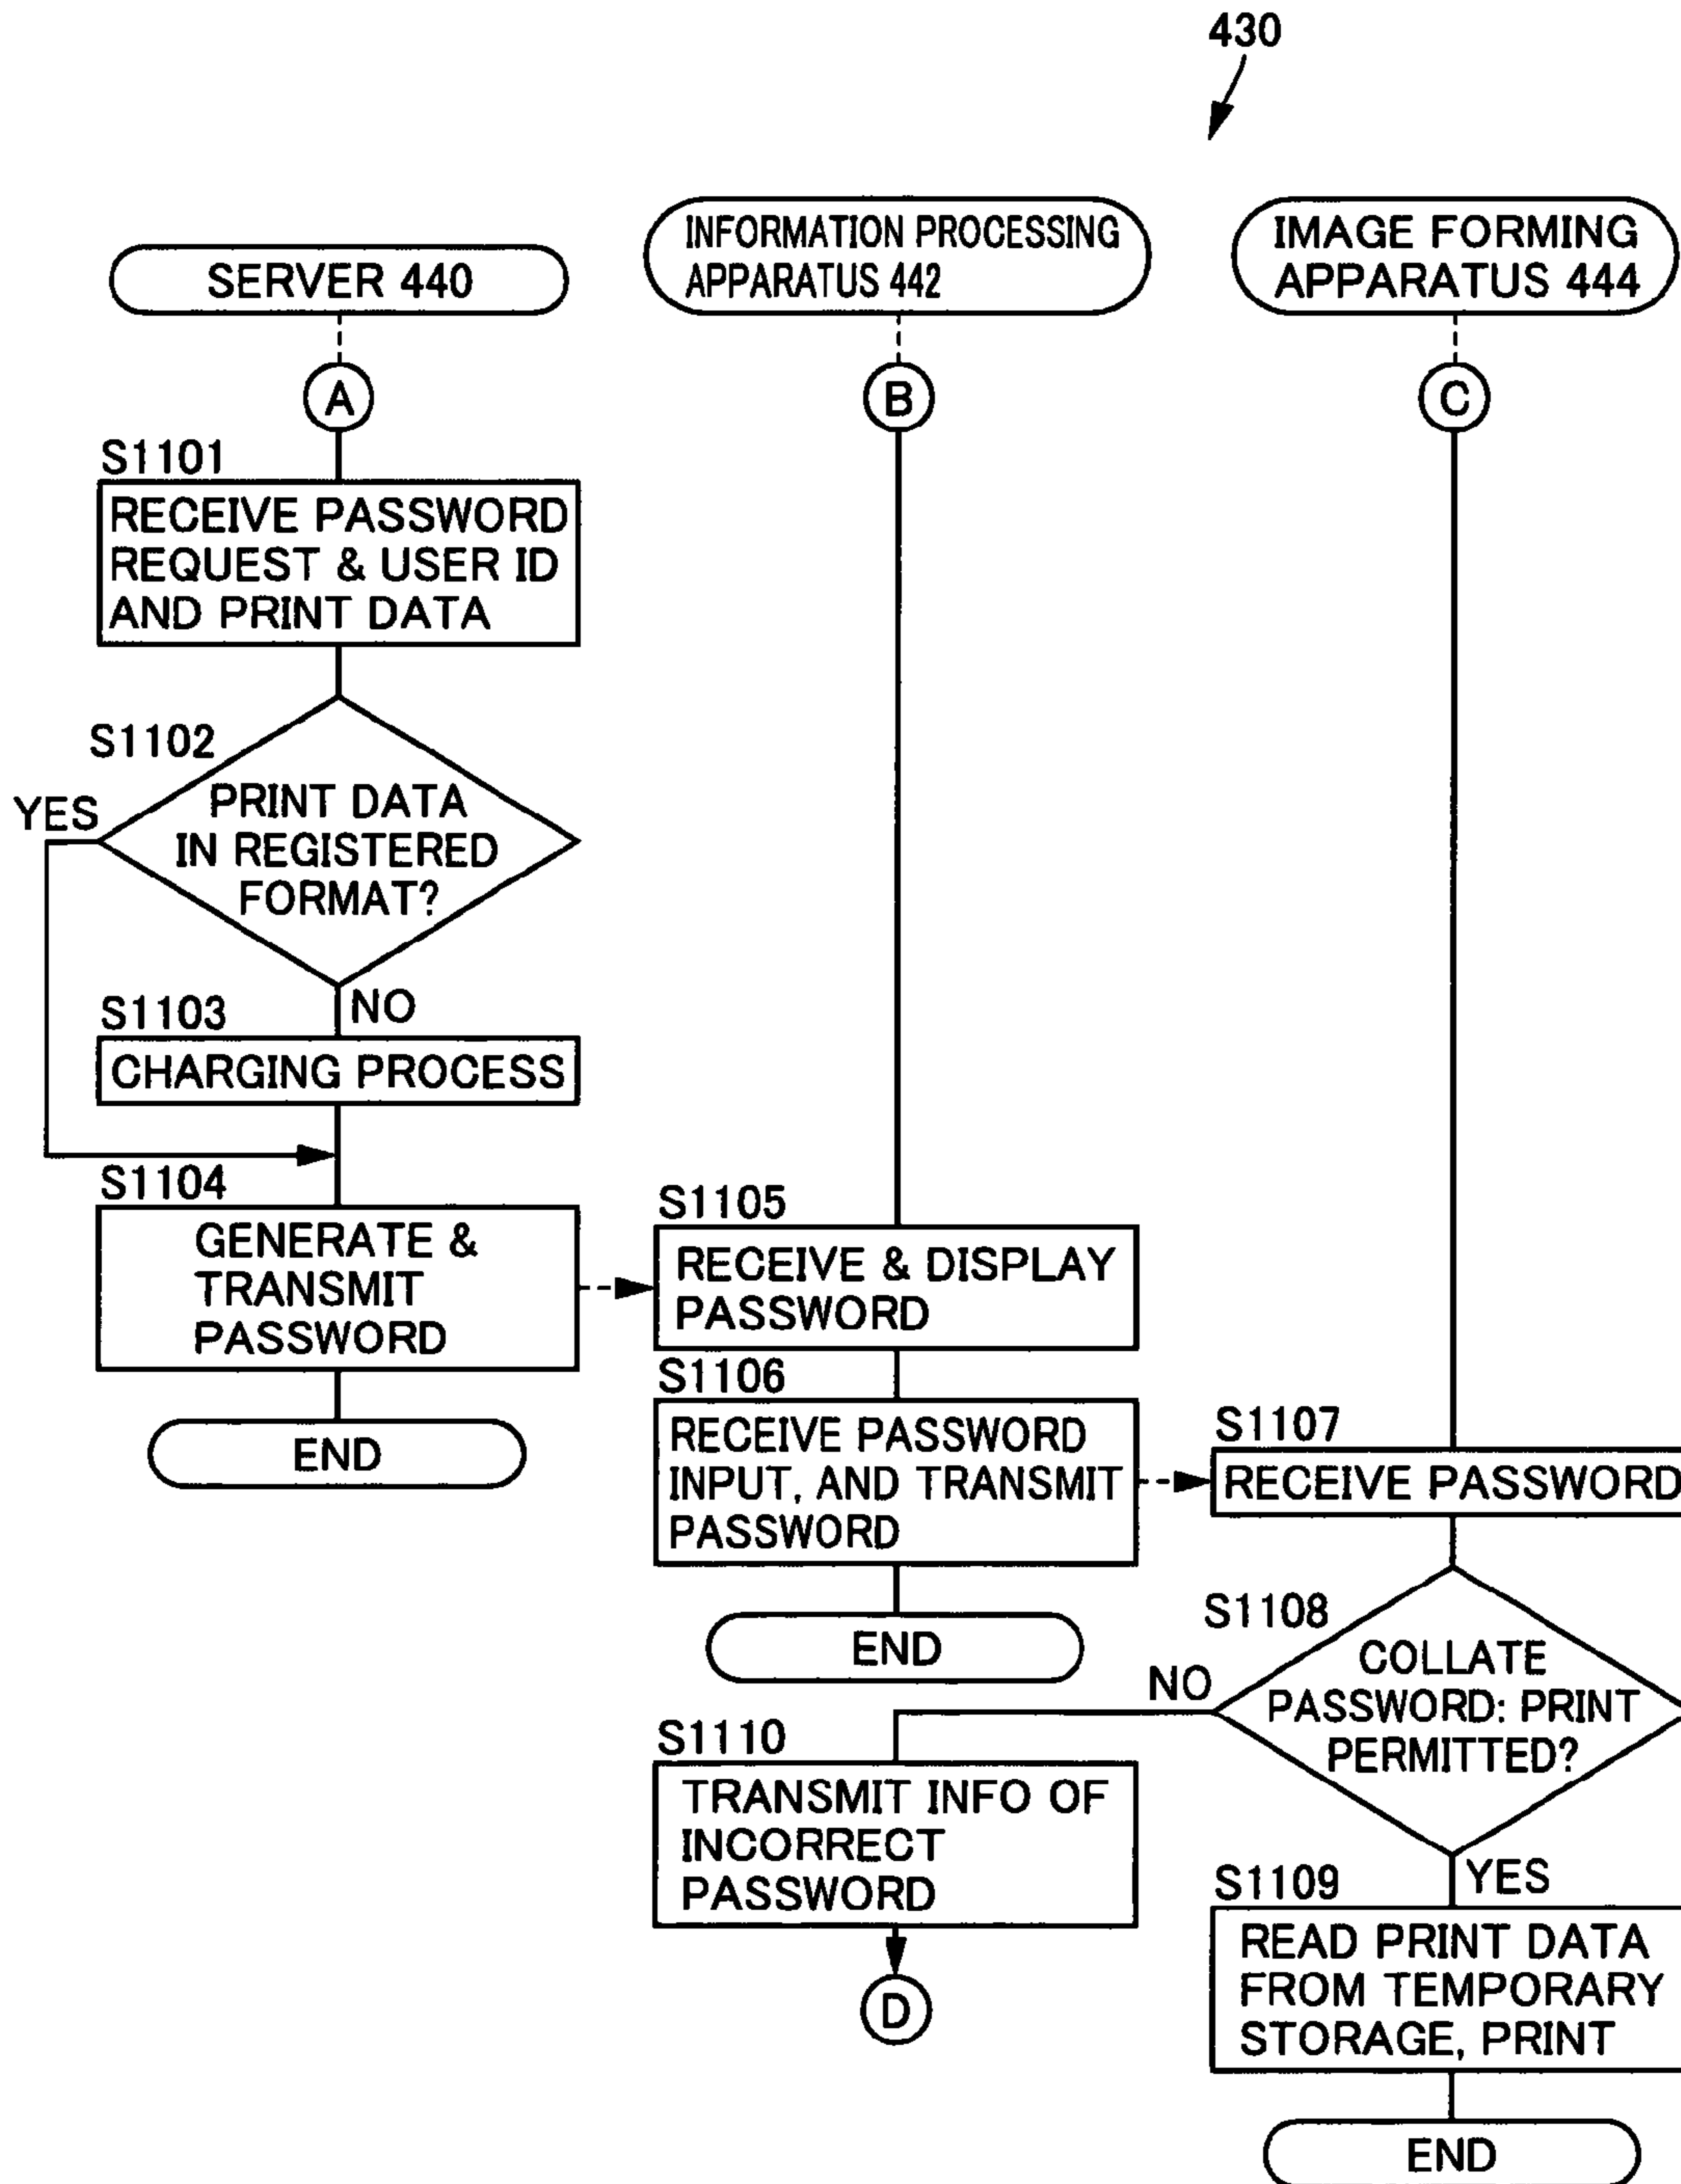 430
SERVER 440
INFORMATION PROCESSING
APPARATUS 442
IMAGE FORMING
APPARATUS 444
A
B
C
S1101
RECEIVE PASSWORD
REQUEST & USER ID
AND PRINT DATA
S1102
YES
PRINT DATA
IN REGISTERED
FORMAT?
NO
S1103
CHARGING PROCESS
S1104
GENERATE &
TRANSMIT
PASSWORD
END
S1105
RECEIVE & DISPLAY
PASSWORD
S1106
RECEIVE PASSWORD
INPUT, AND TRANSMIT
PASSWORD
END
S1107
RECEIVE PASSWORD
S1108
NO
COLLATE
PASSWORD: PRINT
PERMITTED?
YES
S1110
TRANSMIT INFO OF
INCORRECT
PASSWORD
D
S1109
READ PRINT DATA
FROM TEMPORARY
STORAGE, PRINT
END